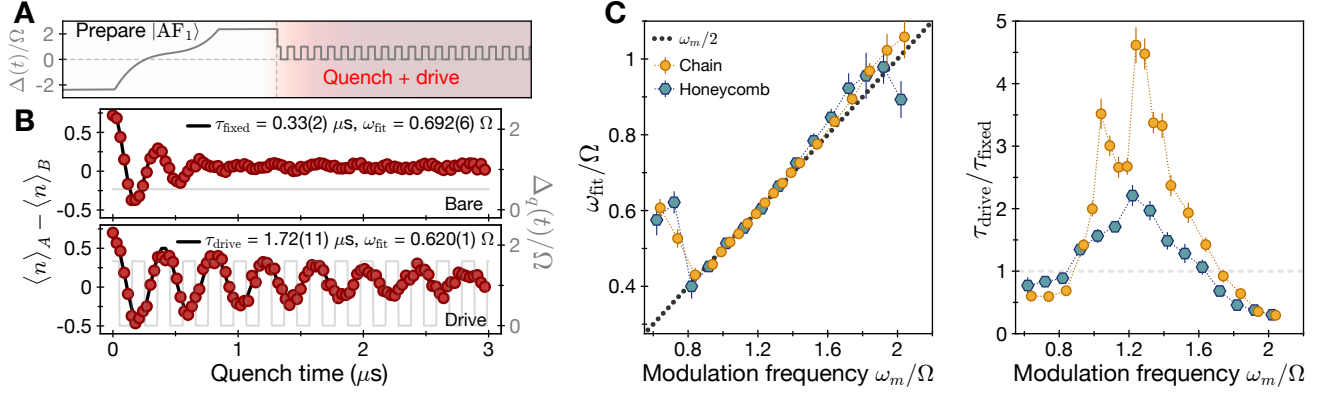 A
Prepare |AF₁⟩
Δ(t)/Ω
2
0
-2
Quench + drive
B
⟨n⟩_A − ⟨n⟩_B
0.5
0
-0.5
τ_fixed = 0.33(2) μs, ω_fit = 0.692(6) Ω
Bare
2
1
0
0.5
0
-0.5
τ_drive = 1.72(11) μs, ω_fit = 0.620(1) Ω
Drive
2
1
0
Δ_q(t)/Ω
0 1 2 3
Quench time (μs)
C
ω_fit/Ω
1
0.8
0.6
0.4
ω_m/2
Chain
Honeycomb
0.8 1.2 1.6 2
Modulation frequency ω_m/Ω
τ_drive/τ_fixed
5
4
3
2
1
0
0.8 1.2 1.6 2
Modulation frequency ω_m/Ω